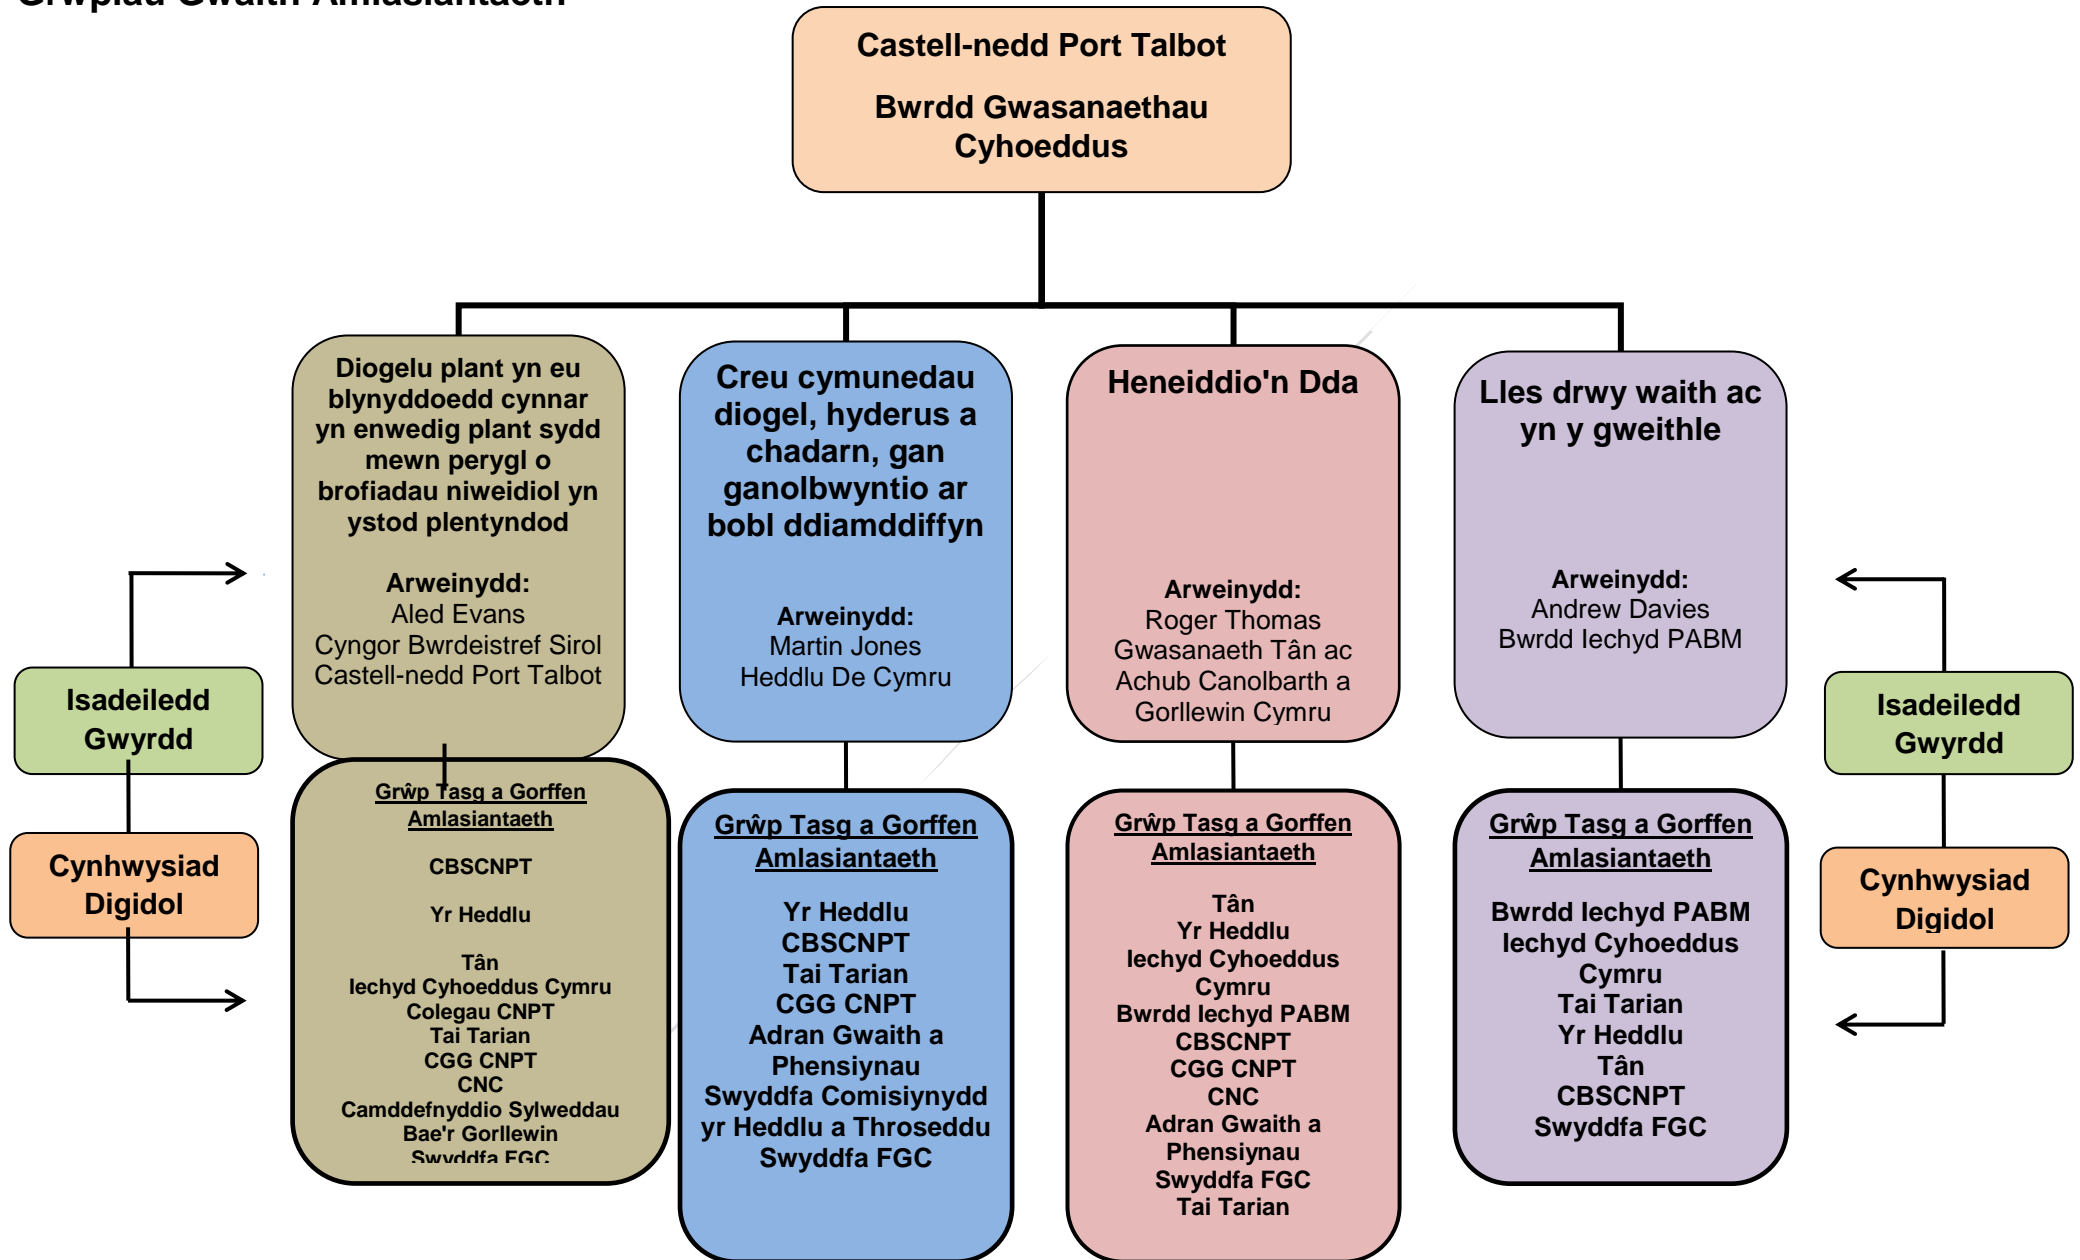 Grwpiau Gwaith Amlasiantaeth
Castell-nedd Port Talbot
Bwrdd Gwasanaethau
Cyhoeddus
Diogelu plant yn eu
blynyddoedd cynnar
yn enwedig plant sydd
mewn perygl o
brofiadau niweidiol yn
ystod plentyndod
Arweinydd:
Aled Evans
Cyngor Bwrdeistref Sirol
Castell-nedd Port Talbot
Creu cymunedau
diogel, hyderus a
chadarn, gan
ganolbwyntio ar
bobl ddiamddiffyn
Arweinydd:
Martin Jones
Heddlu De Cymru
Heneiddio'n Dda
Arweinydd:
Roger Thomas
Gwasanaeth Tân ac
Achub Canolbarth a
Gorllewin Cymru
Lles drwy waith ac
yn y gweithle
Arweinydd:
Andrew Davies
Bwrdd Iechyd PABM
Isadeiledd
Gwyrdd
Cynhwysiad
Digidol
Grŵp Tasg a Gorffen
Amlasiantaeth
CBSCNPT
Yr Heddlu
Tân
Iechyd Cyhoeddus Cymru
Colegau CNPT
Tai Tarian
CGG CNPT
CNC
Camddefnyddio Sylweddau
Bae'r Gorllewin
Swyddfa FGC
Grŵp Tasg a Gorffen
Amlasiantaeth
Yr Heddlu
CBSCNPT
Tai Tarian
CGG CNPT
Adran Gwaith a
Phensiynau
Swyddfa Comisiynydd
yr Heddlu a Throseddu
Swyddfa FGC
Grŵp Tasg a Gorffen
Amlasiantaeth
Tân
Yr Heddlu
Iechyd Cyhoeddus
Cymru
Bwrdd Iechyd PABM
CBSCNPT
CGG CNPT
CNC
Adran Gwaith a
Phensiynau
Swyddfa FGC
Tai Tarian
Grŵp Tasg a Gorffen
Amlasiantaeth
Bwrdd Iechyd PABM
Iechyd Cyhoeddus
Cymru
Tai Tarian
Yr Heddlu
Tân
CBSCNPT
Swyddfa FGC
Isadeiledd
Gwyrdd
Cynhwysiad
Digidol